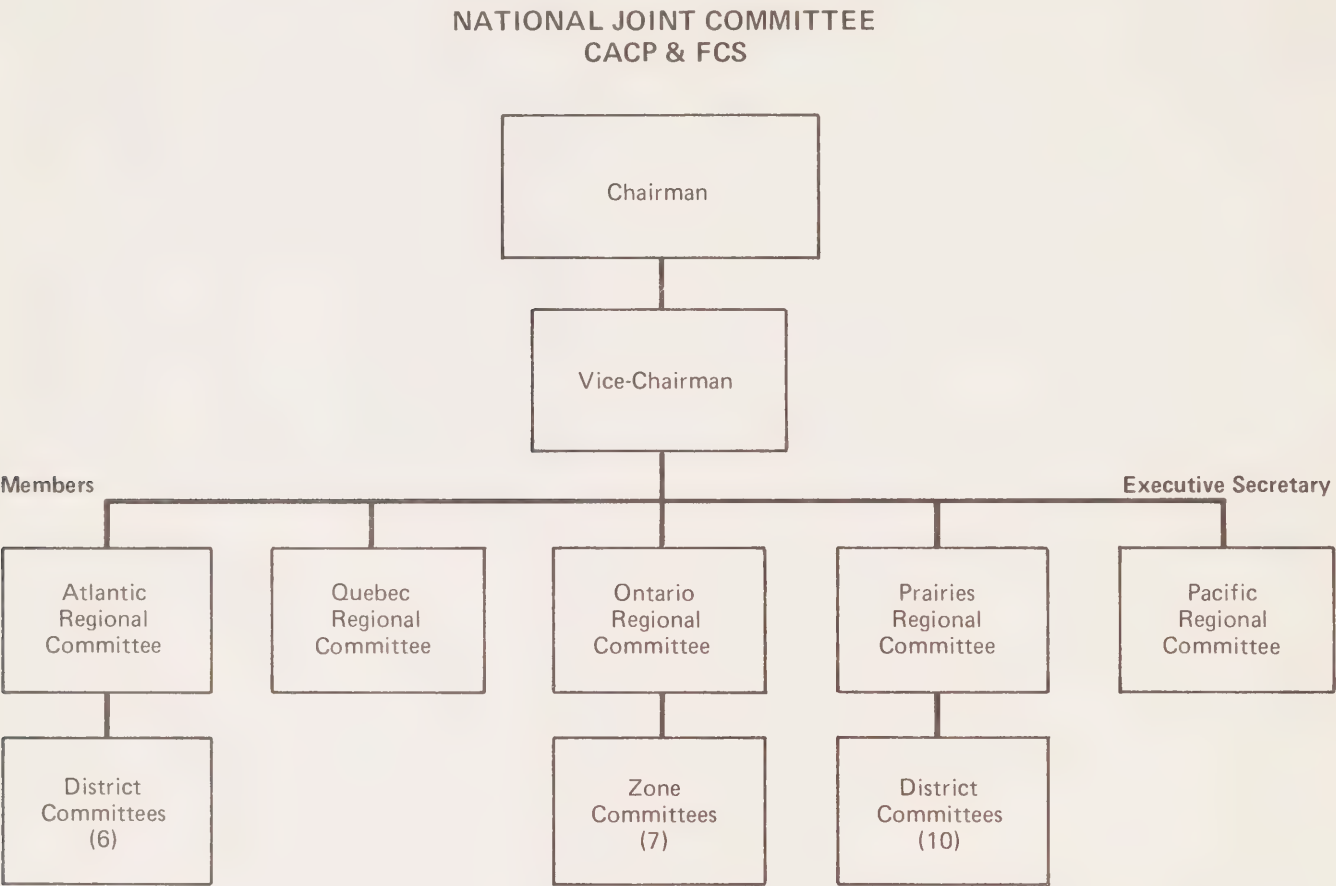 NATIONAL JOINT COMMITTEE
CACP & FCS
Chairman
Vice-Chairman
Members
Executive Secretary
Atlantic
Regional
Committee
Quebec
Regional
Committee
Ontario
Regional
Committee
Prairies
Regional
Committee
Pacific
Regional
Committee
District
Committees
(6)
Zone
Committees
(7)
District
Committees
(10)